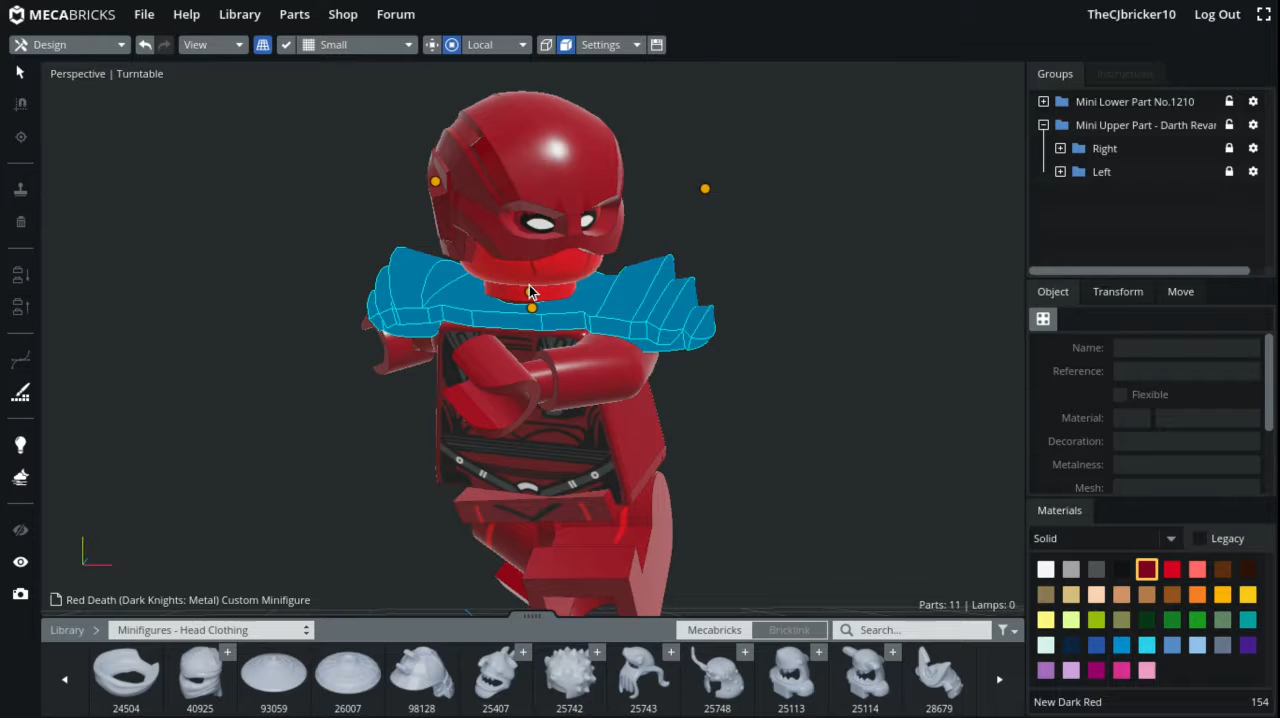 MECABRICKS File Help Library Parts Shop Forum TheCJbricker10 Log Out
Design View Small Local Settings
Perspective | Turntable
Groups Instructions
Mini Lower Part No.1210
Mini Upper Part - Darth Revar
Right
Left
Object Transform Move
Name:
Reference:
Flexible
Material:
Decoration:
Metalness:
Mesh:
Materials
Solid Legacy
New Dark Red 154
Red Death (Dark Knights: Metal) Custom Minifigure Parts: 11 | Lamps: 0
Library Minifigures - Head Clothing Mecabricks Bricklink Search...
24504 40925 93059 26007 98128 25407 25742 25743 25748 25113 25114 28679